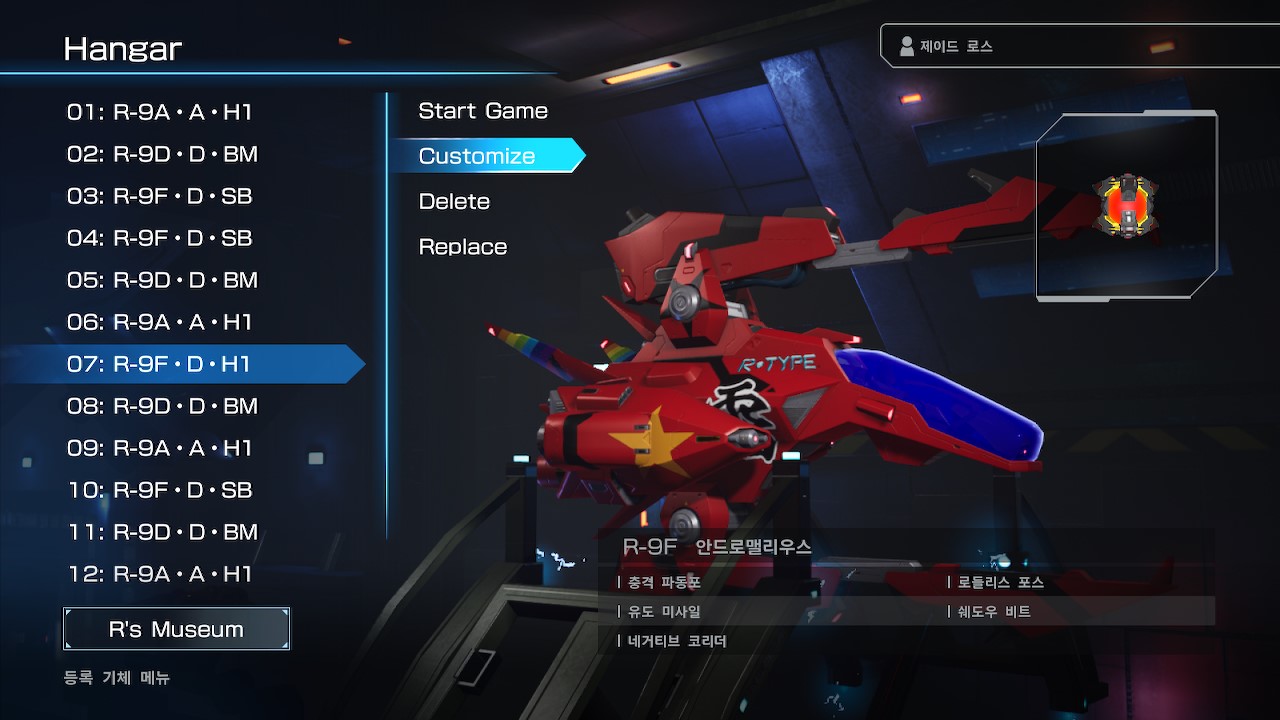 Hangar
제이드 로스
01: R-9A・A・H1
02: R-9D・D・BM
03: R-9F・D・SB
04: R-9F・D・SB
05: R-9D・D・BM
06: R-9A・A・H1
07: R-9F・D・H1
08: R-9D・D・BM
09: R-9A・A・H1
10: R-9F・D・SB
11: R-9D・D・BM
12: R-9A・A・H1
R's Museum
등록 기체 메뉴
Start Game
Customize
Delete
Replace
R•TYPE
R-9F 안드로맬리우스
충격 파동포
로들리스 포스
유도 미사일
쉐도우 비트
네거티브 코리더